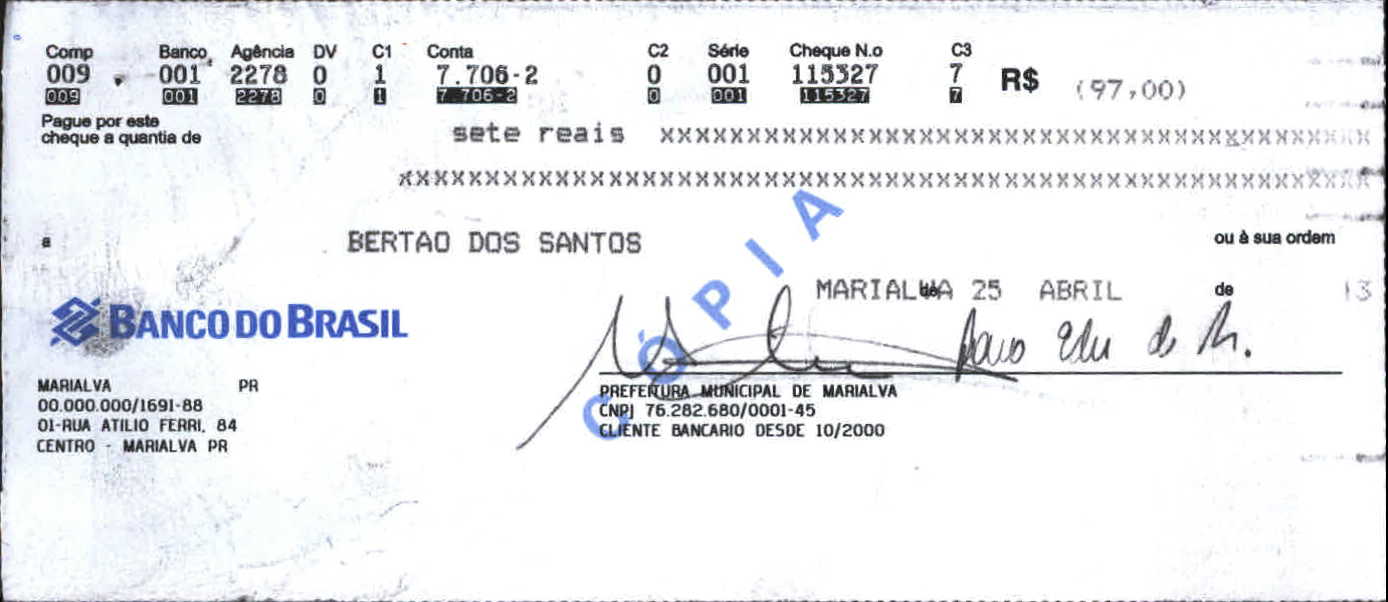 Comp Banco Agência DV C1 Conta C2 Série Cheque N.o C3
009 001 2278 0 1 7.706-2 0 001 115327 7 R$ (97,00)
009 001 2278 0 1 7 706-2 0 001 115327 7
Pague por este
cheque a quantia de
sete reais xxxxxxxxxxxxxxxxxxxxxxxxxxxxxxxxxxxxxxxxx
xxxxxxxxxxxxxxxxxxxxxxxxxxxxxxxxxxxxxxxxxxxxxxxxxxxxxxxx
a BERTAO DOS SANTOS ou à sua ordem
MARIALVA 25 ABRIL de 13
BANCO DO BRASIL
CÓPIA
MARIALVA PR
00.000.000/1691-88
01-RUA ATILIO FERRI, 84
CENTRO - MARIALVA PR
PREFEITURA MUNICIPAL DE MARIALVA
CNPJ 76.282.680/0001-45
CLIENTE BANCARIO DESDE 10/2000